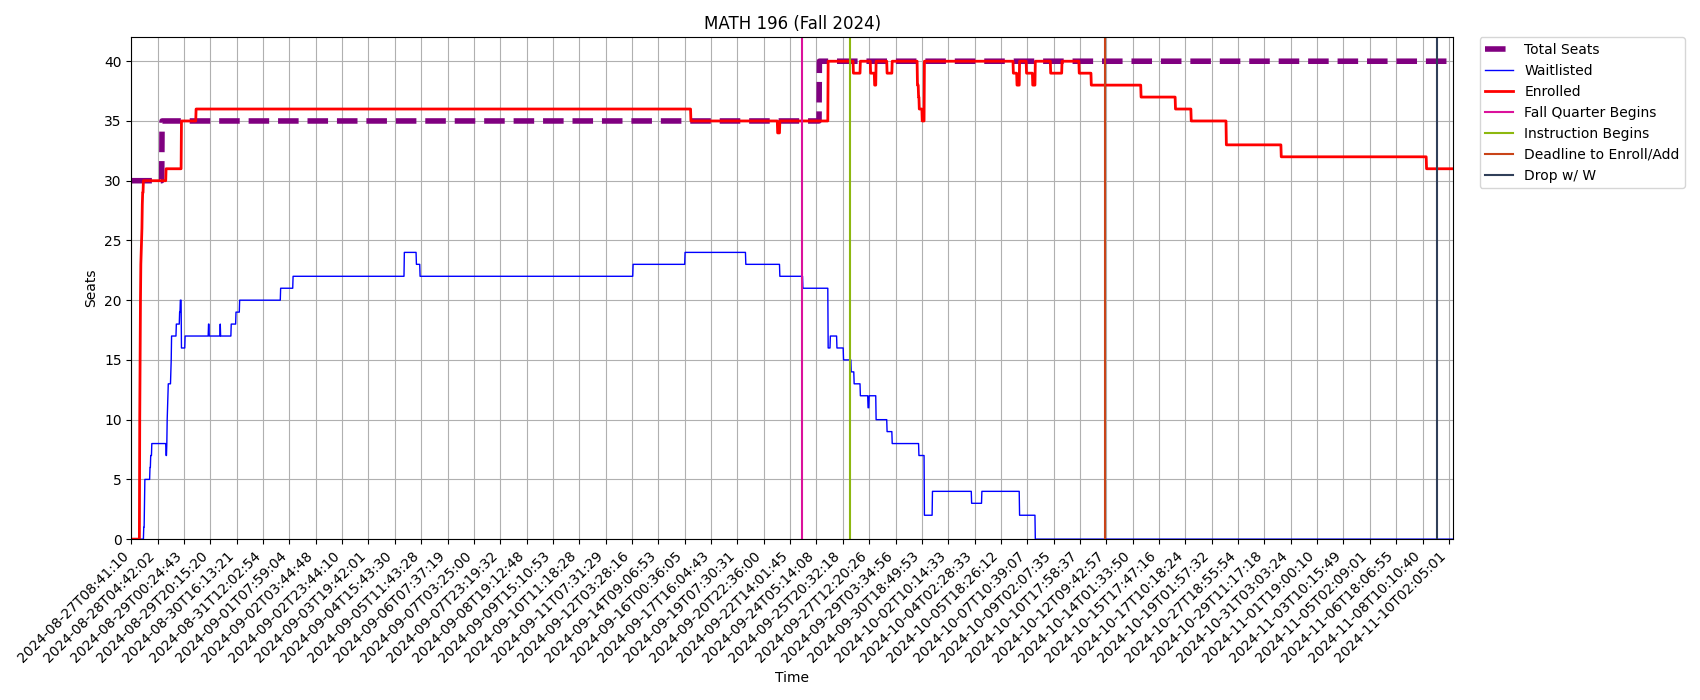 MATH 196 (Fall 2024)
Total Seats
Waitlisted
Enrolled
Fall Quarter Begins
Instruction Begins
Deadline to Enroll/Add
Drop w/ W
Seats
40
35
30
25
20
15
10
5
0
2024-08-27T08:41:10
2024-08-28T04:42:02
2024-08-29T00:24:43
2024-08-29T20:15:20
2024-08-30T16:13:21
2024-08-31T12:02:54
2024-09-01T07:59:04
2024-09-02T03:44:48
2024-09-02T23:44:10
2024-09-03T19:42:01
2024-09-04T15:43:30
2024-09-05T11:43:28
2024-09-06T07:37:19
2024-09-07T03:25:00
2024-09-07T23:19:32
2024-09-08T19:12:48
2024-09-09T15:10:53
2024-09-10T11:18:28
2024-09-11T07:31:29
2024-09-12T03:28:16
2024-09-14T09:06:53
2024-09-16T00:36:05
2024-09-17T16:04:43
2024-09-19T07:30:31
2024-09-20T22:36:00
2024-09-22T14:01:45
2024-09-24T05:14:08
2024-09-25T20:32:18
2024-09-27T12:20:26
2024-09-29T03:34:56
2024-09-30T18:49:53
2024-10-02T10:14:33
2024-10-04T02:28:33
2024-10-05T18:26:12
2024-10-07T10:39:07
2024-10-09T02:07:35
2024-10-10T17:58:37
2024-10-12T09:42:57
2024-10-14T01:33:50
2024-10-15T17:47:16
2024-10-17T10:18:24
2024-10-19T01:57:32
2024-10-27T18:55:54
2024-10-29T11:17:18
2024-10-31T03:03:24
2024-11-01T19:00:10
2024-11-03T10:15:49
2024-11-05T02:09:01
2024-11-06T18:06:55
2024-11-08T10:10:40
2024-11-10T02:05:01
Time